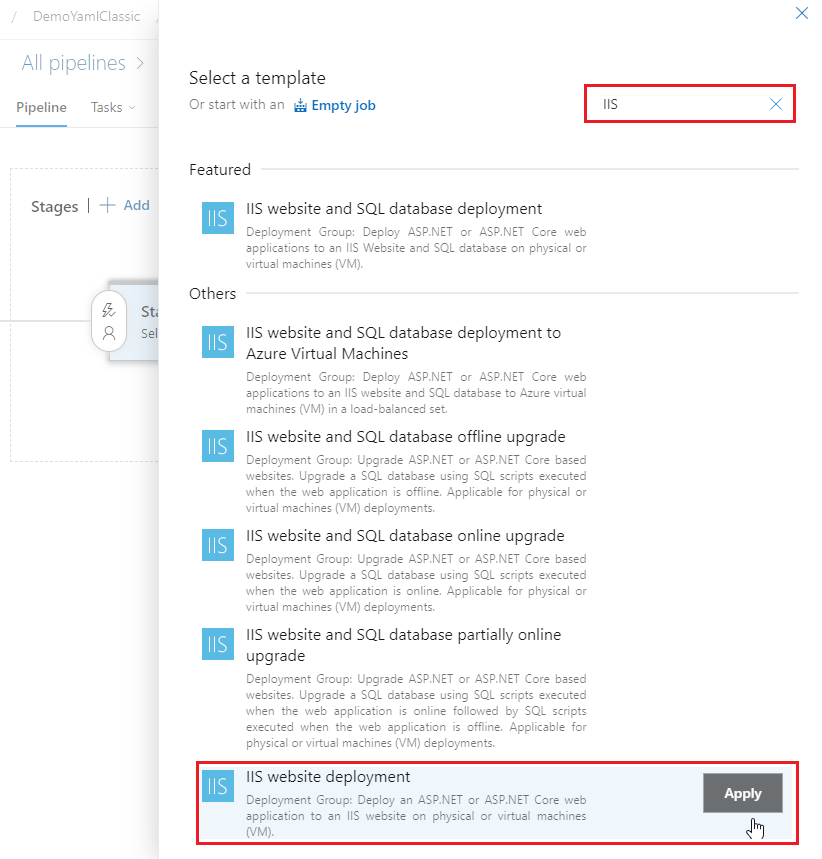 / DemoYamlClassic /
All pipelines >
Pipeline Tasks
Stages | + Add
Sta
Sel
Select a template
Or start with an Empty job
IIS
Featured
IIS
IIS website and SQL database deployment
Deployment Group: Deploy ASP.NET or ASP.NET Core web
applications to an IIS Website and SQL database on physical or
virtual machines (VM).
Others
IIS
IIS website and SQL database deployment to
Azure Virtual Machines
Deployment Group: Deploy ASP.NET or ASP.NET Core web
applications to an IIS website and SQL database to Azure virtual
machines (VM) in a load-balanced set.
IIS
IIS website and SQL database offline upgrade
Deployment Group: Upgrade ASP.NET or ASP.NET Core based
websites. Upgrade a SQL database using SQL scripts executed
when the web application is offline. Applicable for physical or
virtual machines (VM) deployments.
IIS
IIS website and SQL database online upgrade
Deployment Group: Upgrade ASP.NET or ASP.NET Core based
websites. Upgrade a SQL database using SQL scripts executed
when the web application is online. Applicable for physical or
virtual machines (VM) deployments.
IIS
IIS website and SQL database partially online
upgrade
Deployment Group: Upgrade ASP.NET or ASP.NET Core based
websites. Upgrade a SQL database using SQL scripts executed
when the web application is online followed by SQL scripts
executed when the web application is offline. Applicable for
physical or virtual machines (VM) deployments.
IIS
IIS website deployment
Deployment Group: Deploy an ASP.NET or ASP.NET Core web
application to an IIS website on physical or virtual machines
(VM).
Apply